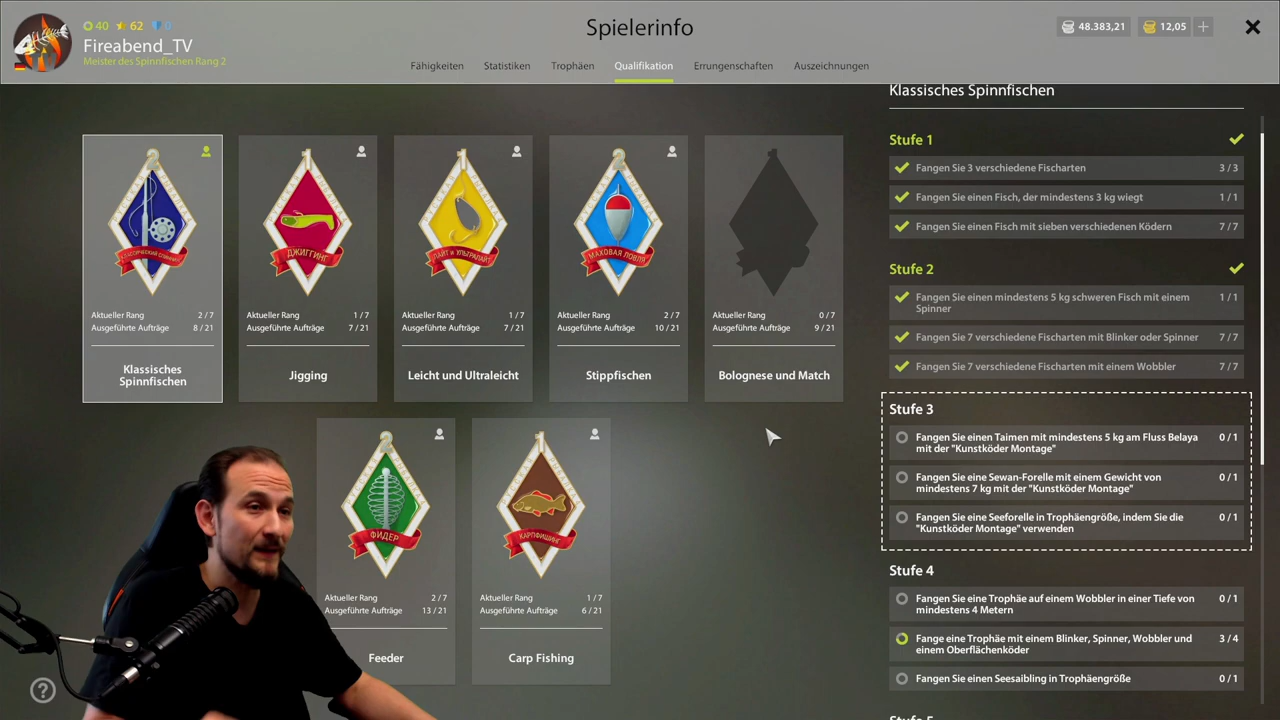 40 62 0
Fireabend_TV
Meister des Spinnfischen Rang 2
Spielerinfo
48.383,21 12,05 +
Fähigkeiten Statistiken Trophäen Qualifikation Errungenschaften Auszeichnungen
КЛАССИЧЕСКИЙ СПИННИНГ
Aktueller Rang 2 / 7
Ausgeführte Aufträge 8 / 21
Klassisches
Spinnfischen
ДЖИГГИНГ
Aktueller Rang 1 / 7
Ausgeführte Aufträge 7 / 21
Jigging
ЛАЙТ И УЛЬТРАЛАЙТ
Aktueller Rang 1 / 7
Ausgeführte Aufträge 7 / 21
Leicht und Ultraleicht
МАХОВАЯ ЛОВЛЯ
Aktueller Rang 2 / 7
Ausgeführte Aufträge 10 / 21
Stippfischen
Aktueller Rang 0 / 7
Ausgeführte Aufträge 9 / 21
Bolognese und Match
ФИДЕР
Aktueller Rang 2 / 7
Ausgeführte Aufträge 13 / 21
Feeder
КАРПФИШИНГ
Aktueller Rang 1 / 7
Ausgeführte Aufträge 6 / 21
Carp Fishing
Klassisches Spinnfischen
Stufe 1
Fangen Sie 3 verschiedene Fischarten 3 / 3
Fangen Sie einen Fisch, der mindestens 3 kg wiegt 1 / 1
Fangen Sie einen Fisch mit sieben verschiedenen Ködern 7 / 7
Stufe 2
Fangen Sie einen mindestens 5 kg schweren Fisch mit einem 1 / 1
Spinner
Fangen Sie 7 verschiedene Fischarten mit Blinker oder Spinner 7 / 7
Fangen Sie 7 verschiedene Fischarten mit einem Wobbler 7 / 7
Stufe 3
Fangen Sie einen Taimen mit mindestens 5 kg am Fluss Belaya 0 / 1
mit der "Kunstköder Montage"
Fangen Sie eine Sewan-Forelle mit einem Gewicht von 0 / 1
mindestens 7 kg mit der "Kunstköder Montage"
Fangen Sie eine Seeforelle in Trophäengröße, indem Sie die 0 / 1
"Kunstköder Montage" verwenden
Stufe 4
Fangen Sie eine Trophäe auf einem Wobbler in einer Tiefe von 0 / 1
mindestens 4 Metern
Fange eine Trophäe mit einem Blinker, Spinner, Wobbler und 3 / 4
einem Oberflächenköder
Fangen Sie einen Seesaibling in Trophäengröße 0 / 1
?